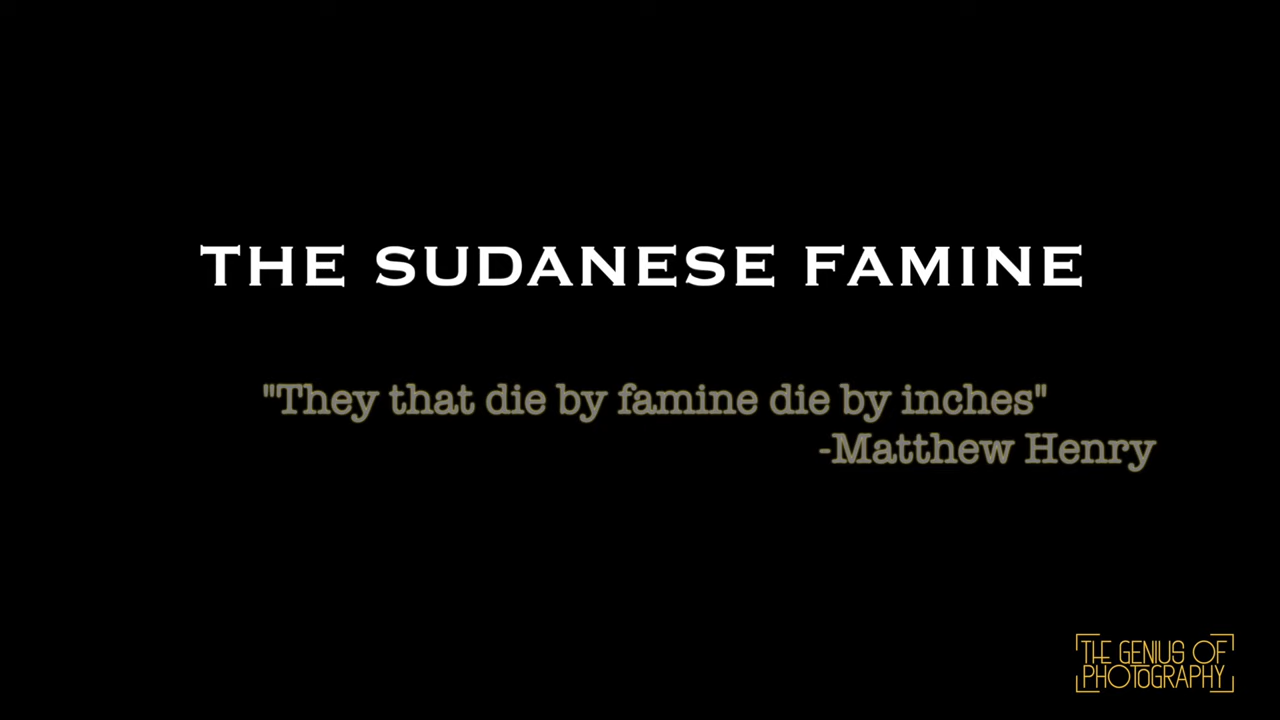 THE SUDANESE FAMINE
"They that die by famine die by inches"
-Matthew Henry
THE GENIUS OF
PHOTOGRAPHY